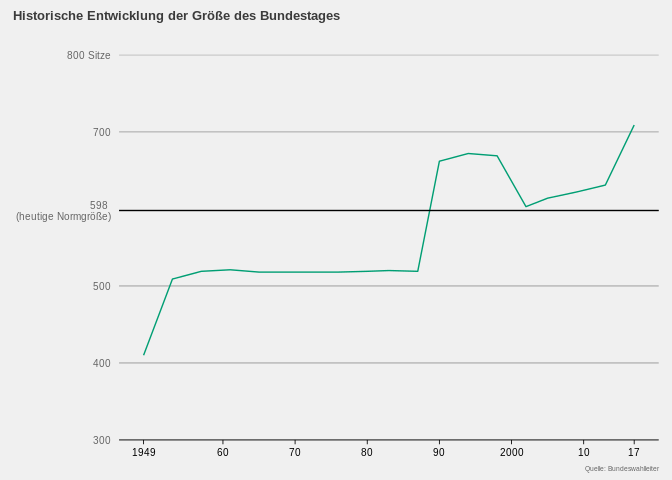 Historische Entwicklung der Größe des Bundestages
800 Sitze
700
598
(heutige Normgröße)
500
400
300
1949 60 70 80 90 2000 10 17
Quelle: Bundeswahlleiter